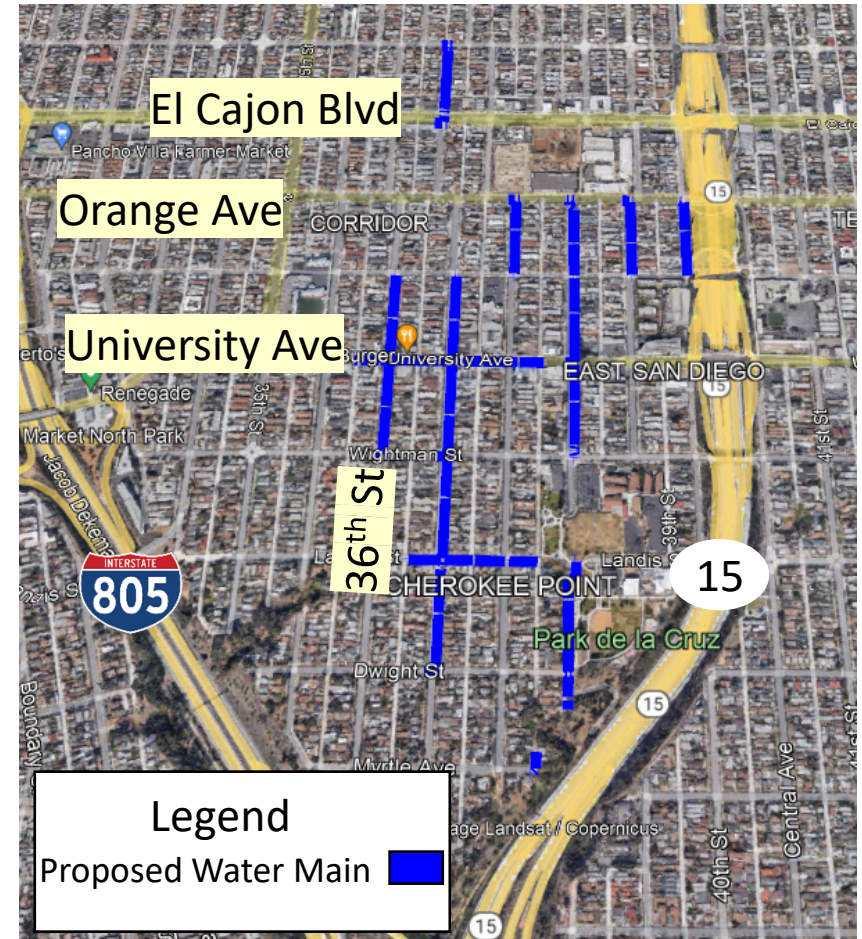 El Cajon Blvd
Pancho Villa Farmer Market
Orange Ave
15
CORRIDOR
University Ave
University Ave
EAST SAN DIEGO
15
Renegade
35th St
Market North Park
41st St
Wightman St
36th St
39th St
Landis
INTERSTATE
805
CHEROKEE POINT
15
Park de la Cruz
Dwight St
15
Boundary
Myrtle Ave
41st St
Central Ave
40th St
Legend
Landsat / Copernicus
Proposed Water Main
15